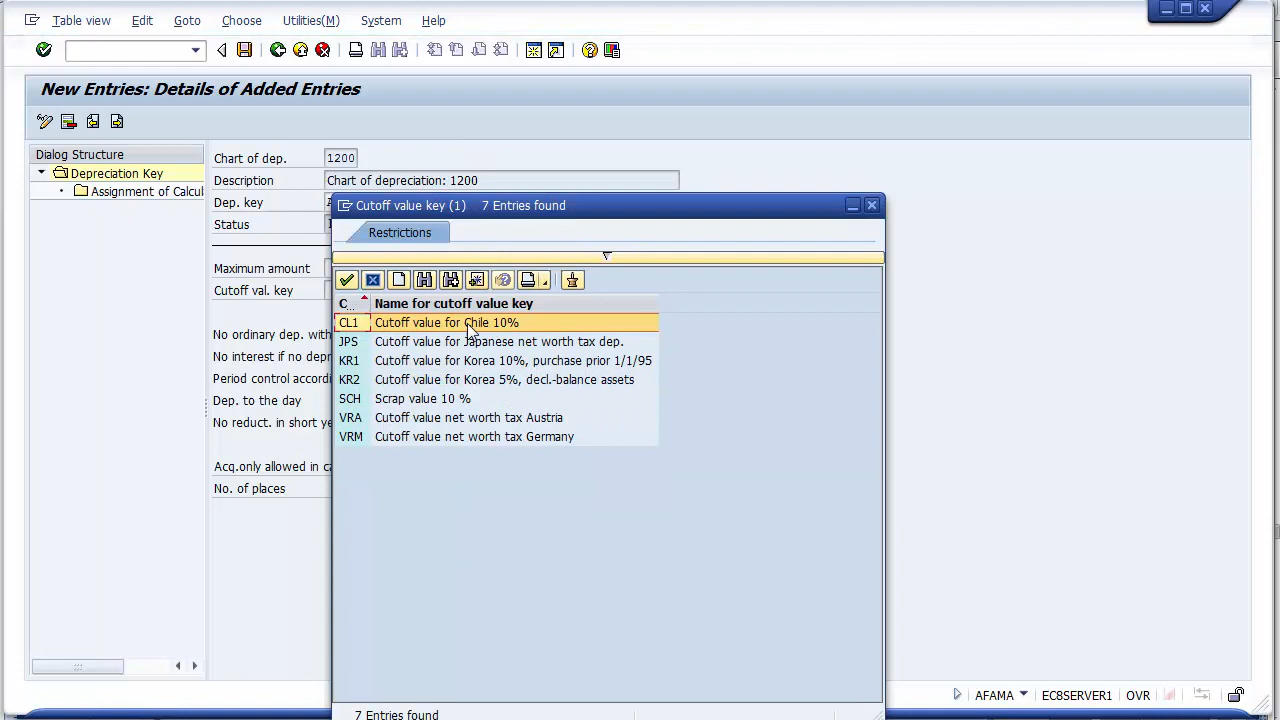 Table view Edit Goto Choose Utilities(M) System Help
New Entries: Details of Added Entries
Dialog Structure
Depreciation Key
Assignment of Calcul
Chart of dep. 1200
Description Chart of depreciation: 1200
Dep. key
Status
Maximum amount
Cutoff val. key
No ordinary dep. with
No interest if no depr
Period control accordi
Dep. to the day
No reduct. in short ye
Acq.only allowed in ca
No. of places
Cutoff value key (1) 7 Entries found
Restrictions
C... Name for cutoff value key
CL1 Cutoff value for Chile 10%
JPS Cutoff value for Japanese net worth tax dep.
KR1 Cutoff value for Korea 10%, purchase prior 1/1/95
KR2 Cutoff value for Korea 5%, decl.-balance assets
SCH Scrap value 10 %
VRA Cutoff value net worth tax Austria
VRM Cutoff value net worth tax Germany
7 Entries found
AFAMA EC8SERVER1 OVR